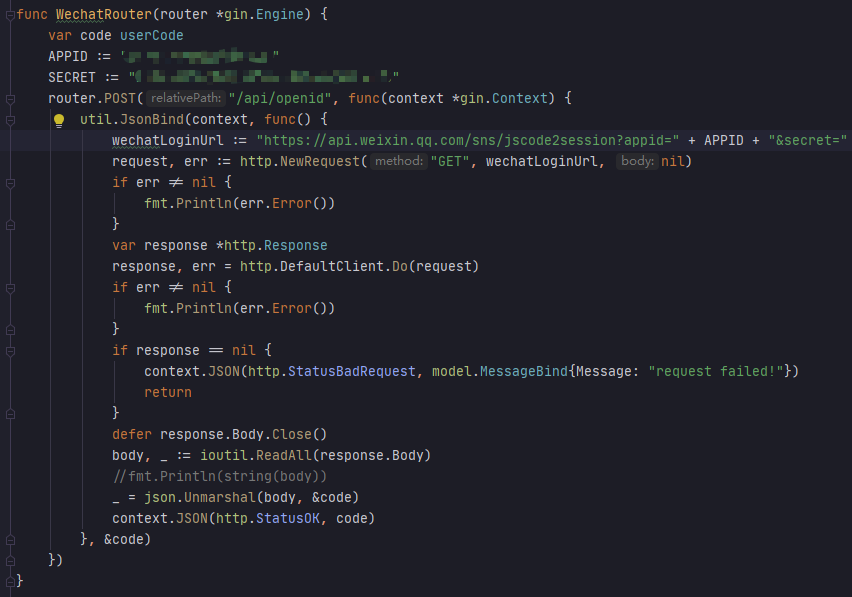 func WechatRouter(router *gin.Engine) {
var code userCode
APPID := " "
SECRET := " "
router.POST( relativePath: "/api/openid", func(context *gin.Context) {
util.JsonBind(context, func() {
wechatLoginUrl := "https://api.weixin.qq.com/sns/jscode2session?appid=" + APPID + "&secret="
request, err := http.NewRequest( method: "GET", wechatLoginUrl, body: nil)
if err ≠ nil {
fmt.Println(err.Error())
}
var response *http.Response
response, err = http.DefaultClient.Do(request)
if err ≠ nil {
fmt.Println(err.Error())
}
if response == nil {
context.JSON(http.StatusBadRequest, model.MessageBind{Message: "request failed!"})
return
}
defer response.Body.Close()
body, _ := ioutil.ReadAll(response.Body)
//fmt.Println(string(body))
_ = json.Unmarshal(body, &code)
context.JSON(http.StatusOK, code)
}, &code)
})
}